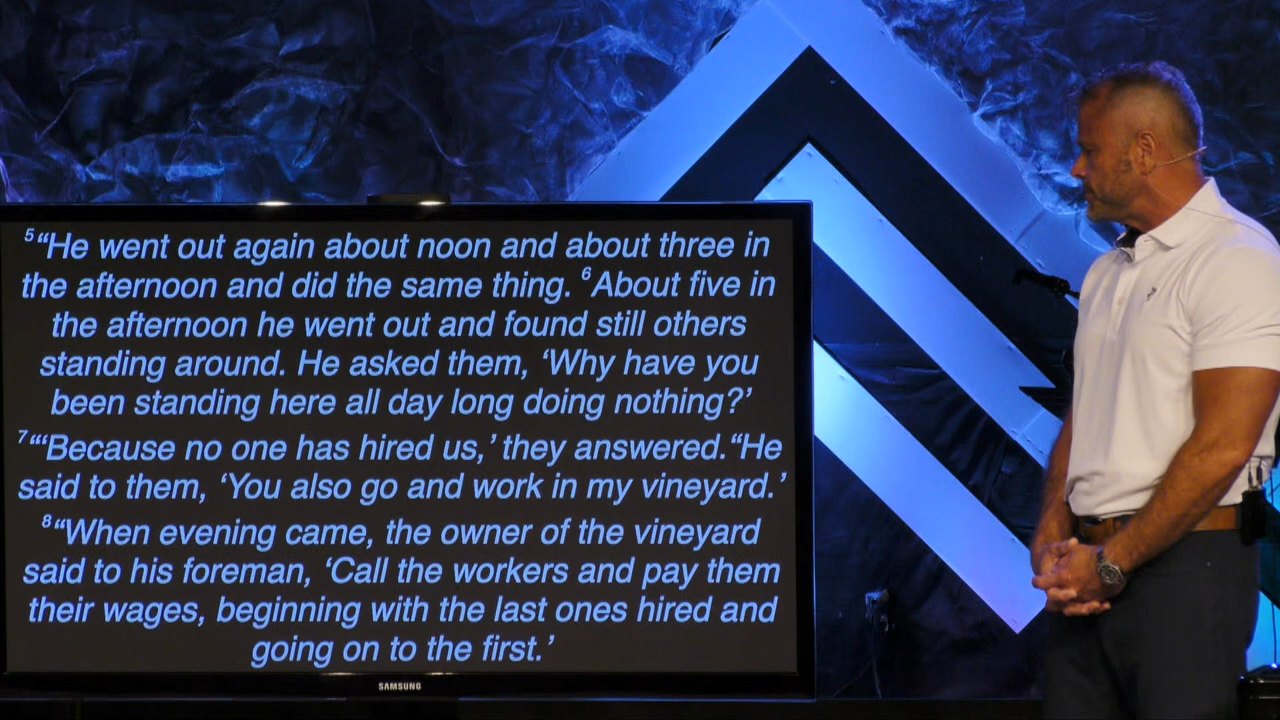 ⁵“He went out again about noon and about three in
the afternoon and did the same thing. ⁶About five in
the afternoon he went out and found still others
standing around. He asked them, ‘Why have you
been standing here all day long doing nothing?’
⁷“‘Because no one has hired us,’ they answered.“He
said to them, ‘You also go and work in my vineyard.’
⁸“When evening came, the owner of the vineyard
said to his foreman, ‘Call the workers and pay them
their wages, beginning with the last ones hired and
going on to the first.’
SAMSUNG